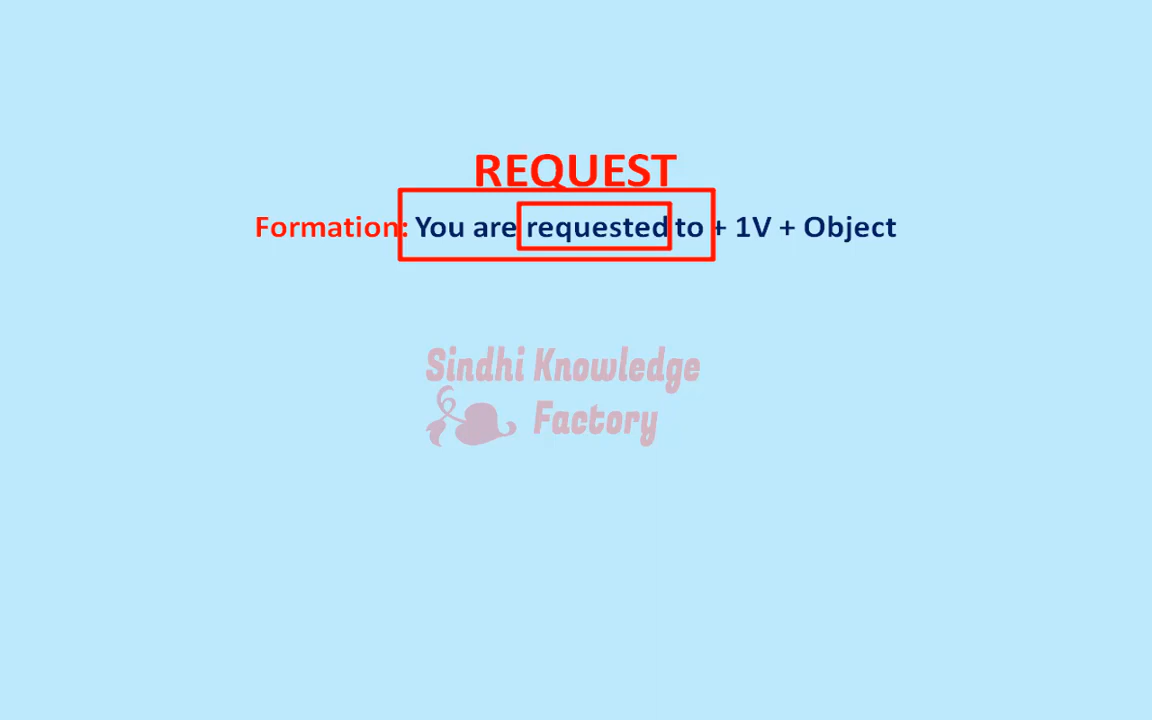 REQUEST
Formation: You are requested to + 1V + Object
Sindhi Knowledge
Factory